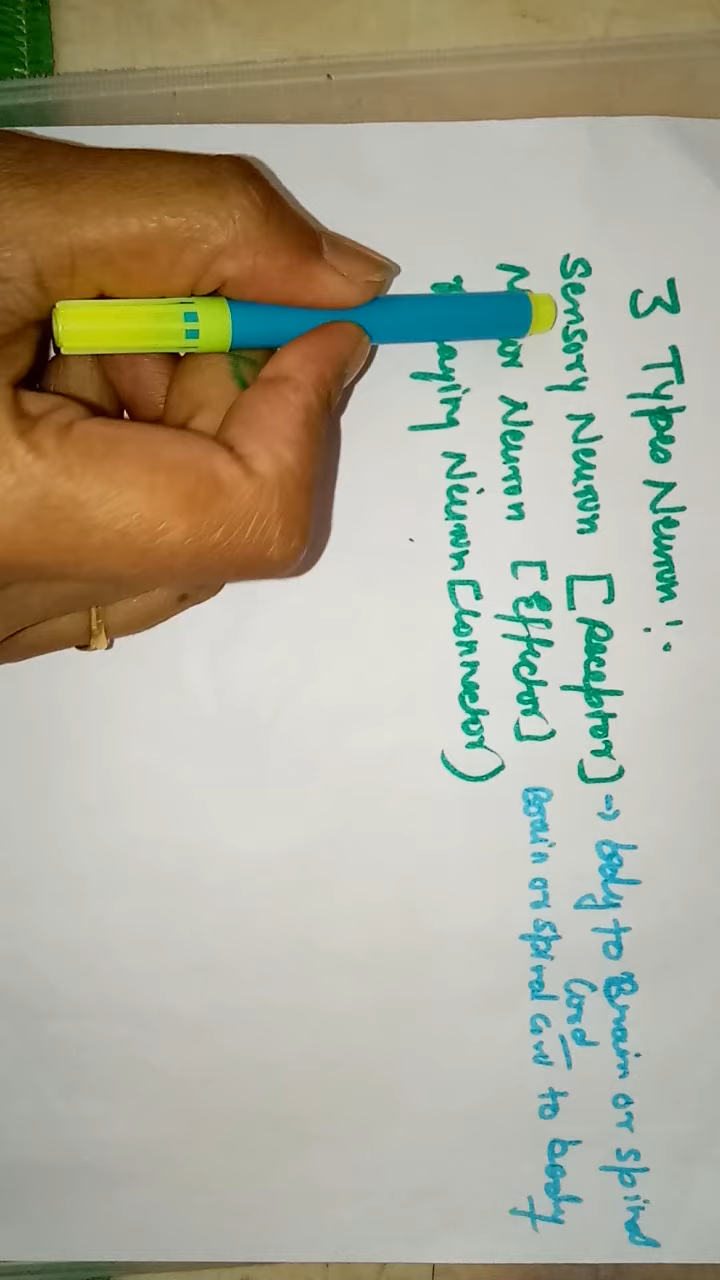 3 Types Neuron :-
Sensory Neuron [Receptor] → body to Brain or spinal
Cord
Neuron [Effector] Brain or spinal Cord to body
Neuron [Connector)